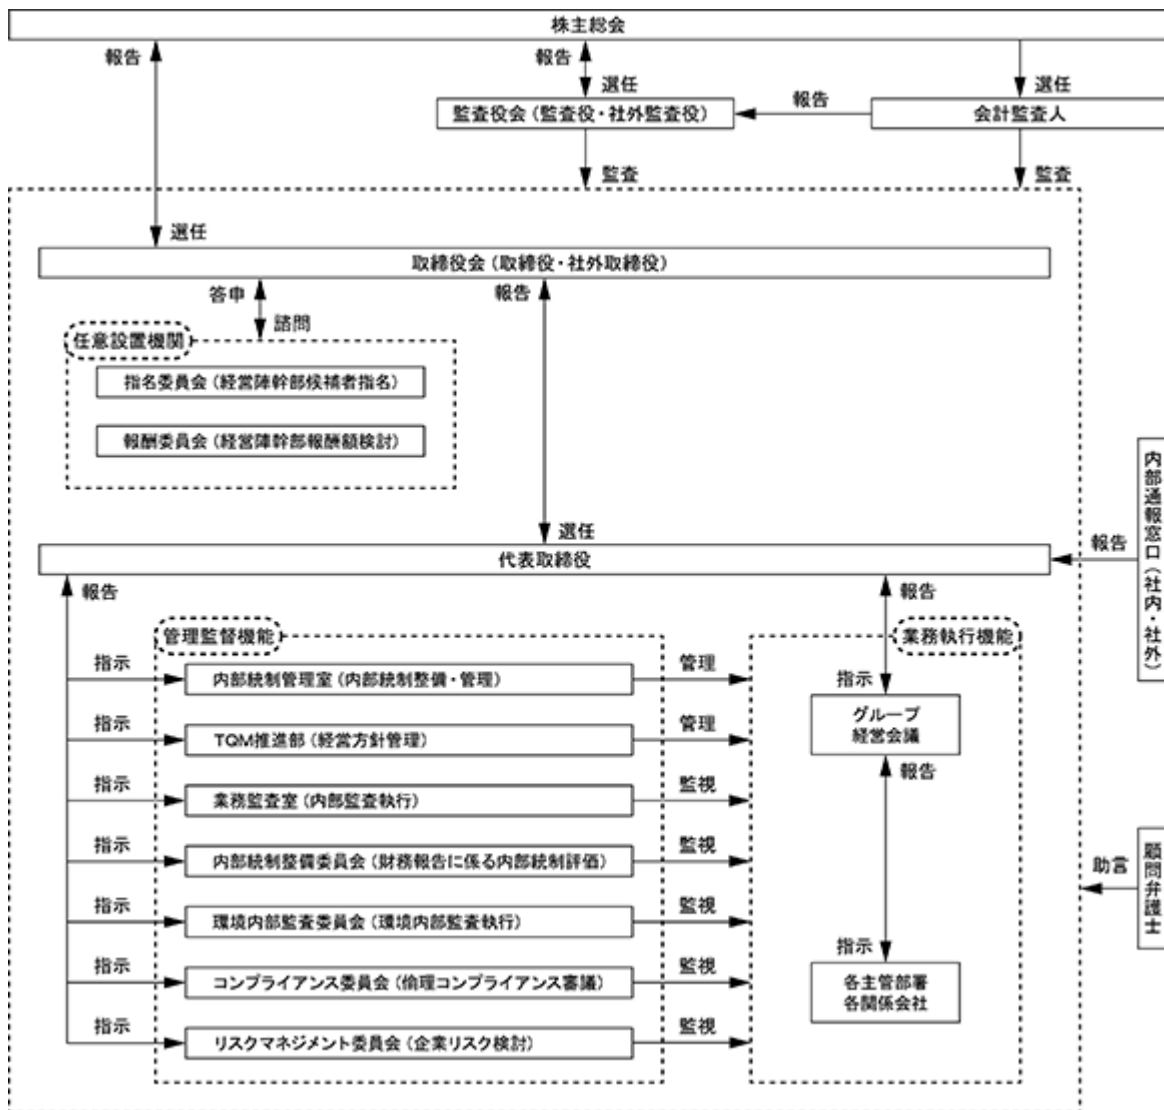 株主総会
報告
報告
選任
選任
監査役会（監査役・社外監査役）
報告
会計監査人
監査
監査
選任
取締役会（取締役・社外取締役）
答申
報告
諮問
任意設置機関
指名委員会（経営陣幹部候補者指名）
報酬委員会（経営陣幹部報酬額検討）
内部通報窓口（社内・社外）
選任
代表取締役
報告
報告
報告
管理監督機能
業務執行機能
指示
内部統制管理室（内部統制整備・管理）
管理
指示
グループ
経営会議
指示
TQM推進部（経営方針管理）
管理
報告
指示
業務監査室（内部監査執行）
監視
指示
内部統制整備委員会（財務報告に係る内部統制評価）
監視
助言
顧問弁護士
指示
環境内部監査委員会（環境内部監査執行）
監視
指示
指示
コンプライアンス委員会（倫理コンプライアンス審議）
監視
各主管部署
各関係会社
指示
リスクマネジメント委員会（企業リスク検討）
監視